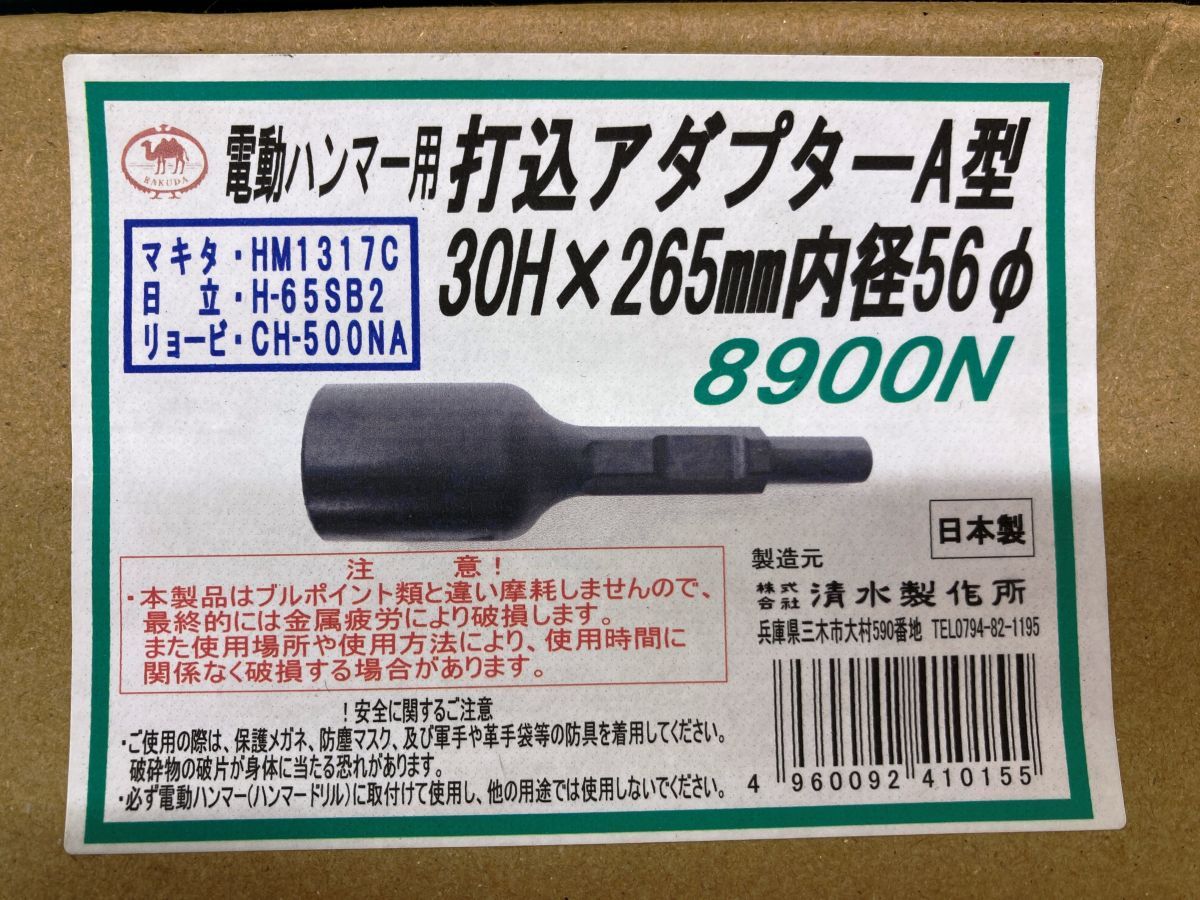 RAKUDA
電動ハンマー用打込アダプターA型
30H×265mm内径56φ
マキタ・HM1317C
日立・H-65SB2
リョービ・CH-500NA
8900N
注 意!
・本製品はブルポイント類と違い摩耗しませんので、
最終的には金属疲労により破損します。
また使用場所や使用方法により、使用時間に
関係なく破損する場合があります。
!安全に関するご注意
・ご使用の際は、保護メガネ、防塵マスク、及び軍手や革手袋等の防具を着用してください。
破砕物の破片が身体に当たる恐れがあります。
・必ず電動ハンマー(ハンマードリル)に取付けて使用し、他の用途では使用しないでください。
日本製
製造元
株式会社 清水製作所
兵庫県三木市大村590番地 TEL0794-82-1195
4 960092 410155